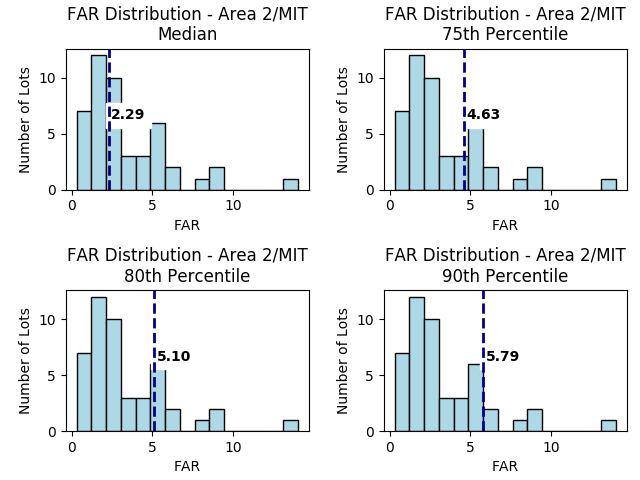 FAR Distribution - Area 2/MIT
Median
Number of Lots
10
5
0
2.29
0
5
10
FAR
FAR Distribution - Area 2/MIT
75th Percentile
Number of Lots
10
5
0
4.63
0
5
10
FAR
FAR Distribution - Area 2/MIT
80th Percentile
Number of Lots
10
5
0
5.10
0
5
10
FAR
FAR Distribution - Area 2/MIT
90th Percentile
Number of Lots
10
5
0
5.79
0
5
10
FAR